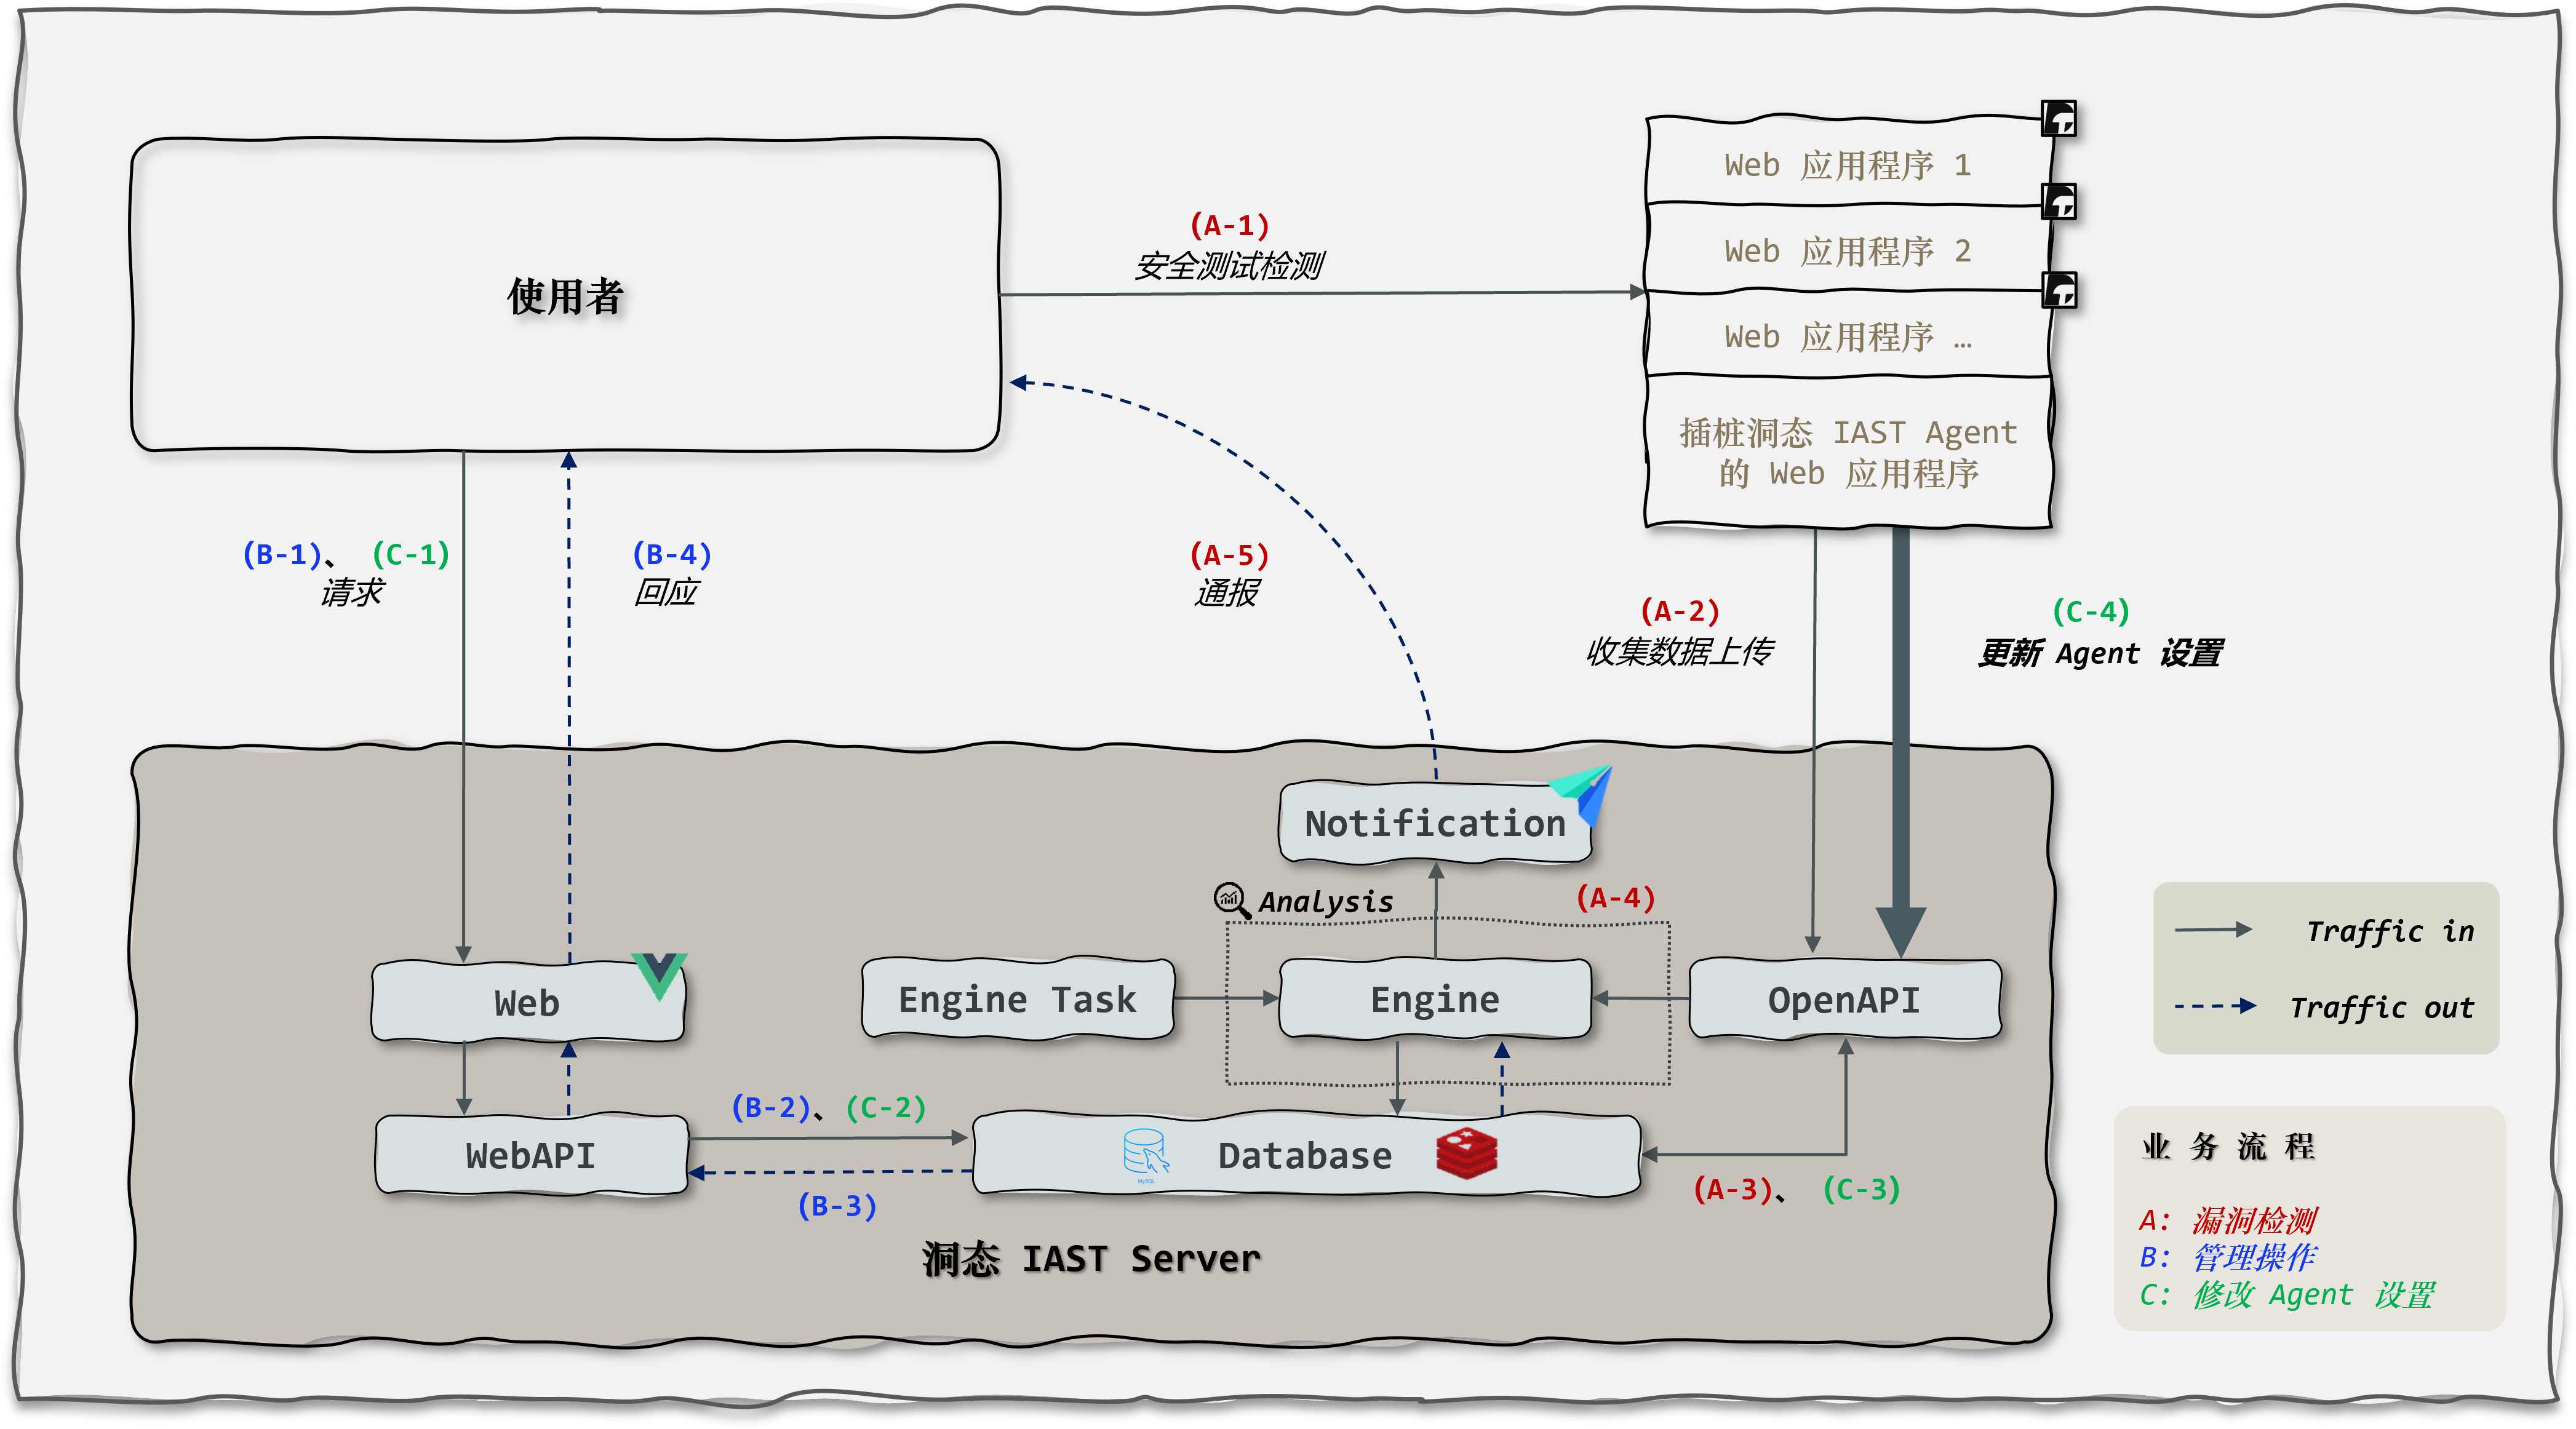 Web 应用程序 1
Web 应用程序 2
Web 应用程序 …
插桩洞态 IAST Agent
的 Web 应用程序
使用者
(A-1)
安全测试检测
(B-1)、 (C-1)
请求
(B-4)
回应
(A-5)
通报
(A-2)
收集数据上传
(C-4)
更新 Agent 设置
Notification
Analysis
(A-4)
Web
Engine Task
Engine
OpenAPI
WebAPI
(B-2)、(C-2)
(B-3)
MySQL
Database
(A-3)、 (C-3)
洞态 IAST Server
Traffic in
Traffic out
业 务 流 程
A: 漏洞检测
B: 管理操作
C: 修改 Agent 设置